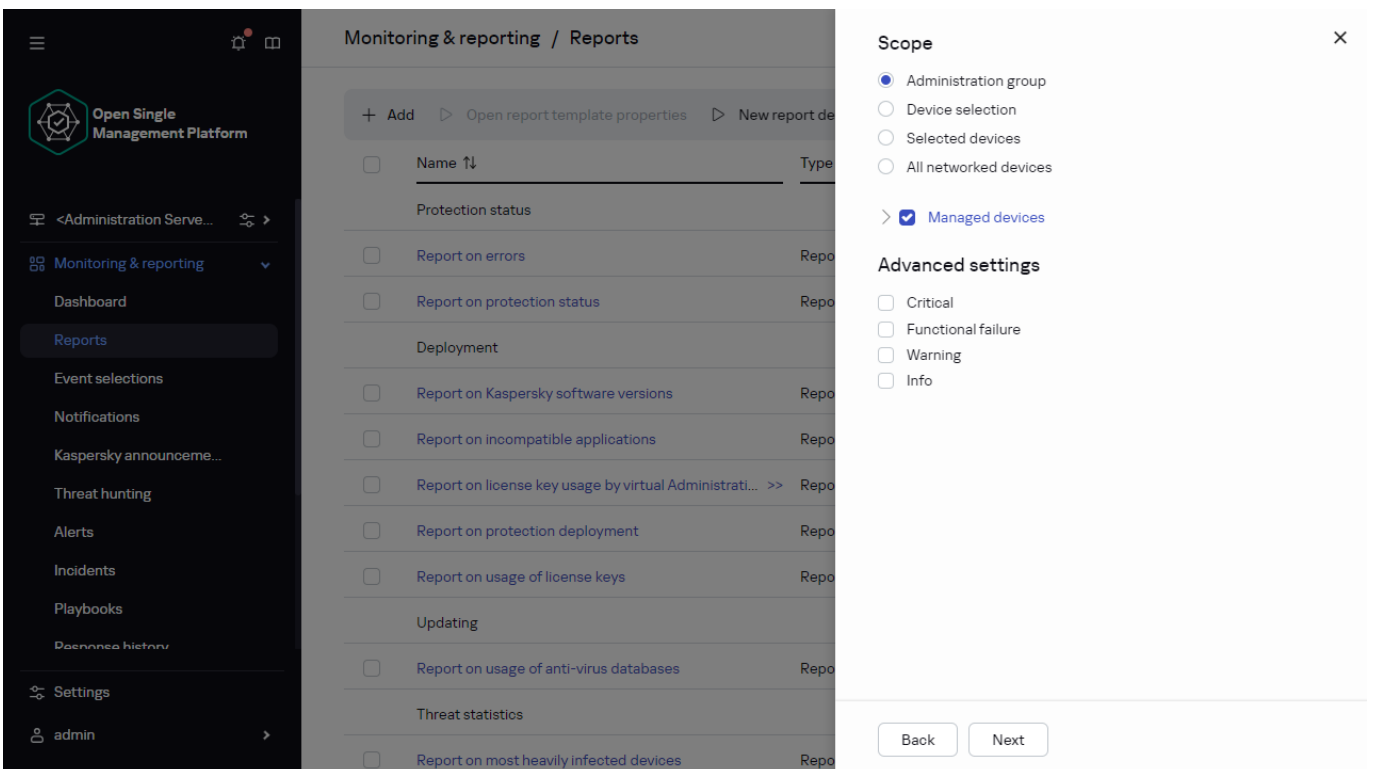 Open Single
Management Platform
<Administration Serve...
Monitoring & reporting
Dashboard
Reports
Event selections
Notifications
Kaspersky announceme...
Threat hunting
Alerts
Incidents
Playbooks
Response history
Settings
admin
Monitoring & reporting / Reports
Add Open report template properties New report de
Name Type
Protection status
Report on errors Repo
Report on protection status Repo
Deployment
Report on Kaspersky software versions Repo
Report on incompatible applications Repo
Report on license key usage by virtual Administrati... >> Repo
Report on protection deployment Repo
Report on usage of license keys Repo
Updating
Report on usage of anti-virus databases Repo
Threat statistics
Report on most heavily infected devices Repo
Scope
Administration group
Device selection
Selected devices
All networked devices
Managed devices
Advanced settings
Critical
Functional failure
Warning
Info
Back Next